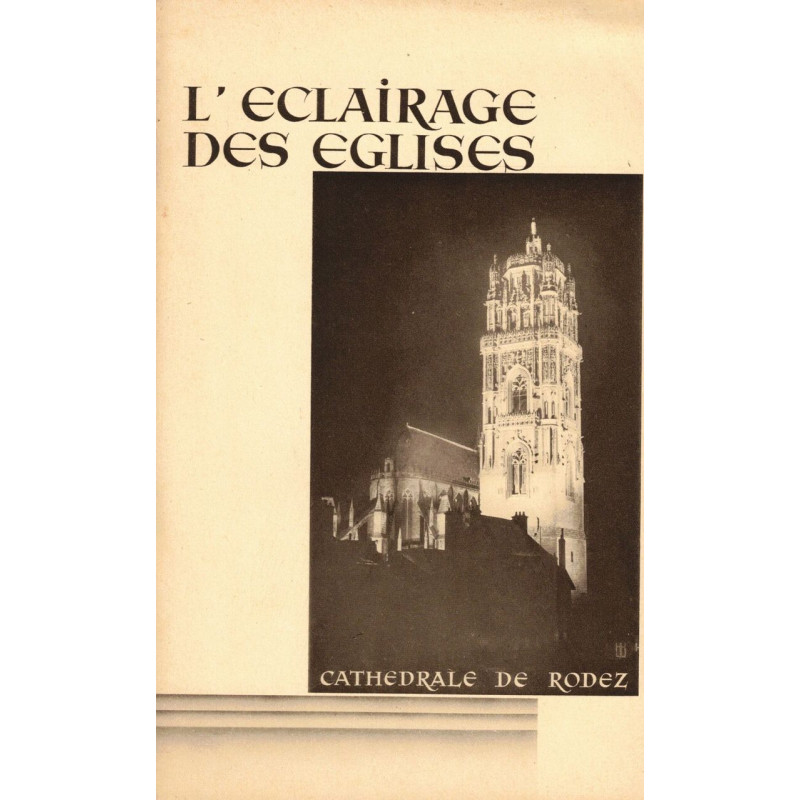 L'ECLAIRAGE
DES EGLISES
CATHEDRALE DE RODEZ